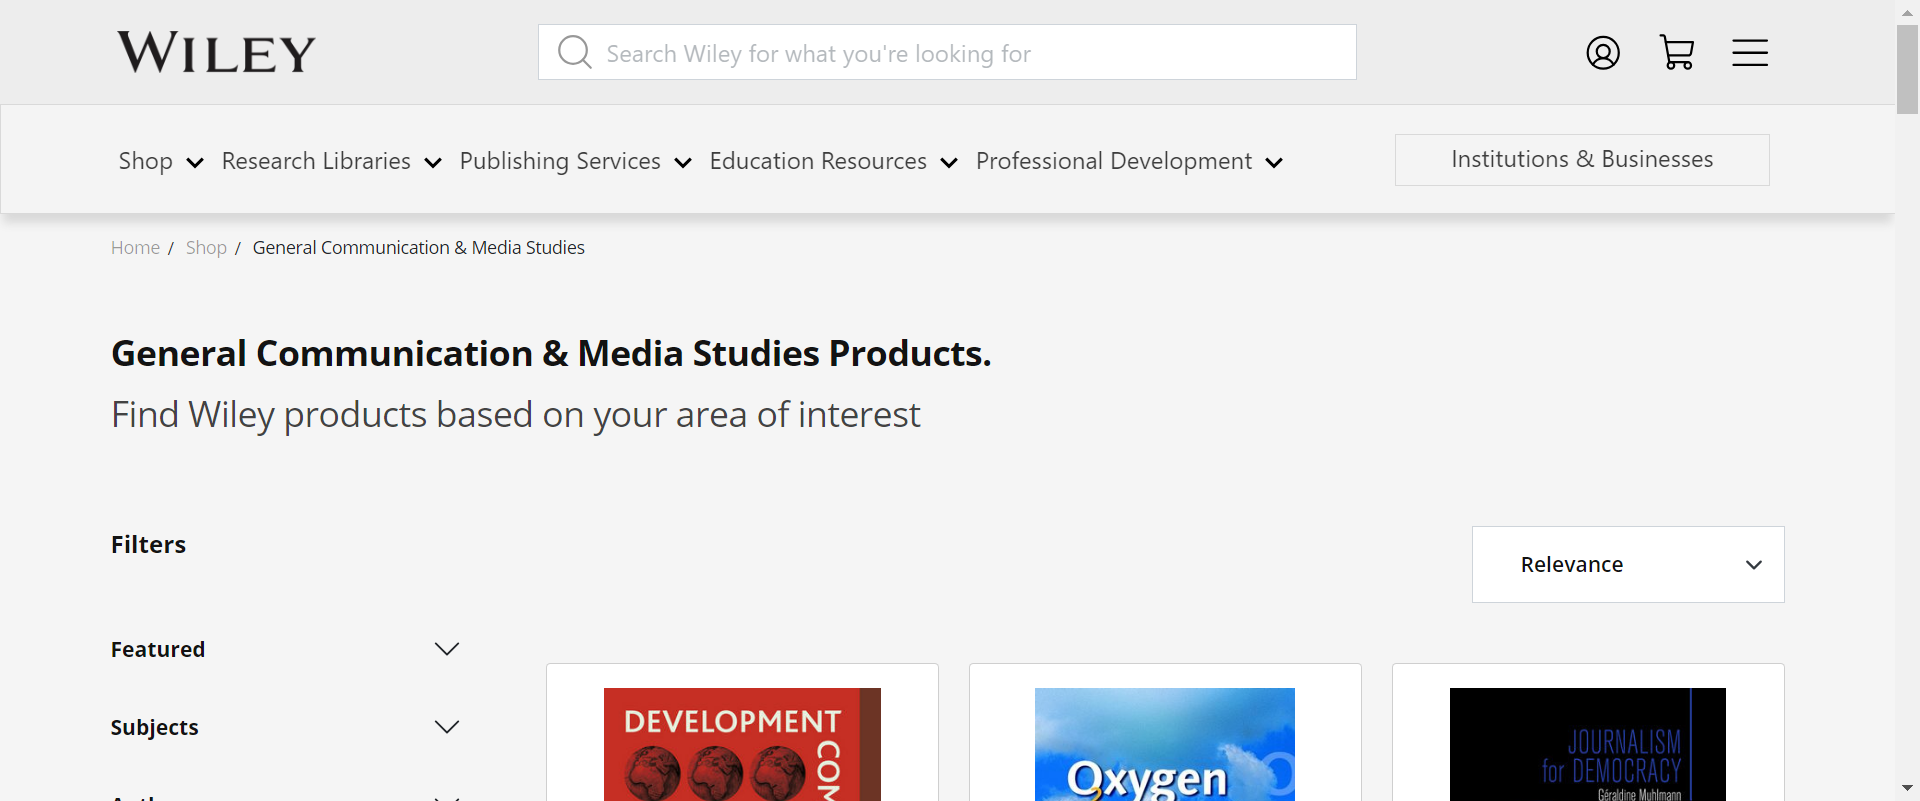 WILEY
Search Wiley for what you're looking for
Shop Research Libraries Publishing Services Education Resources Professional Development Institutions & Businesses
Home / Shop / General Communication & Media Studies
General Communication & Media Studies Products.
Find Wiley products based on your area of interest
Filters
Relevance
Featured
Subjects
DEVELOPMENT
COM
Oxygen
JOURNALISM
for DEMOCRACY
Géraldine Muhlmann